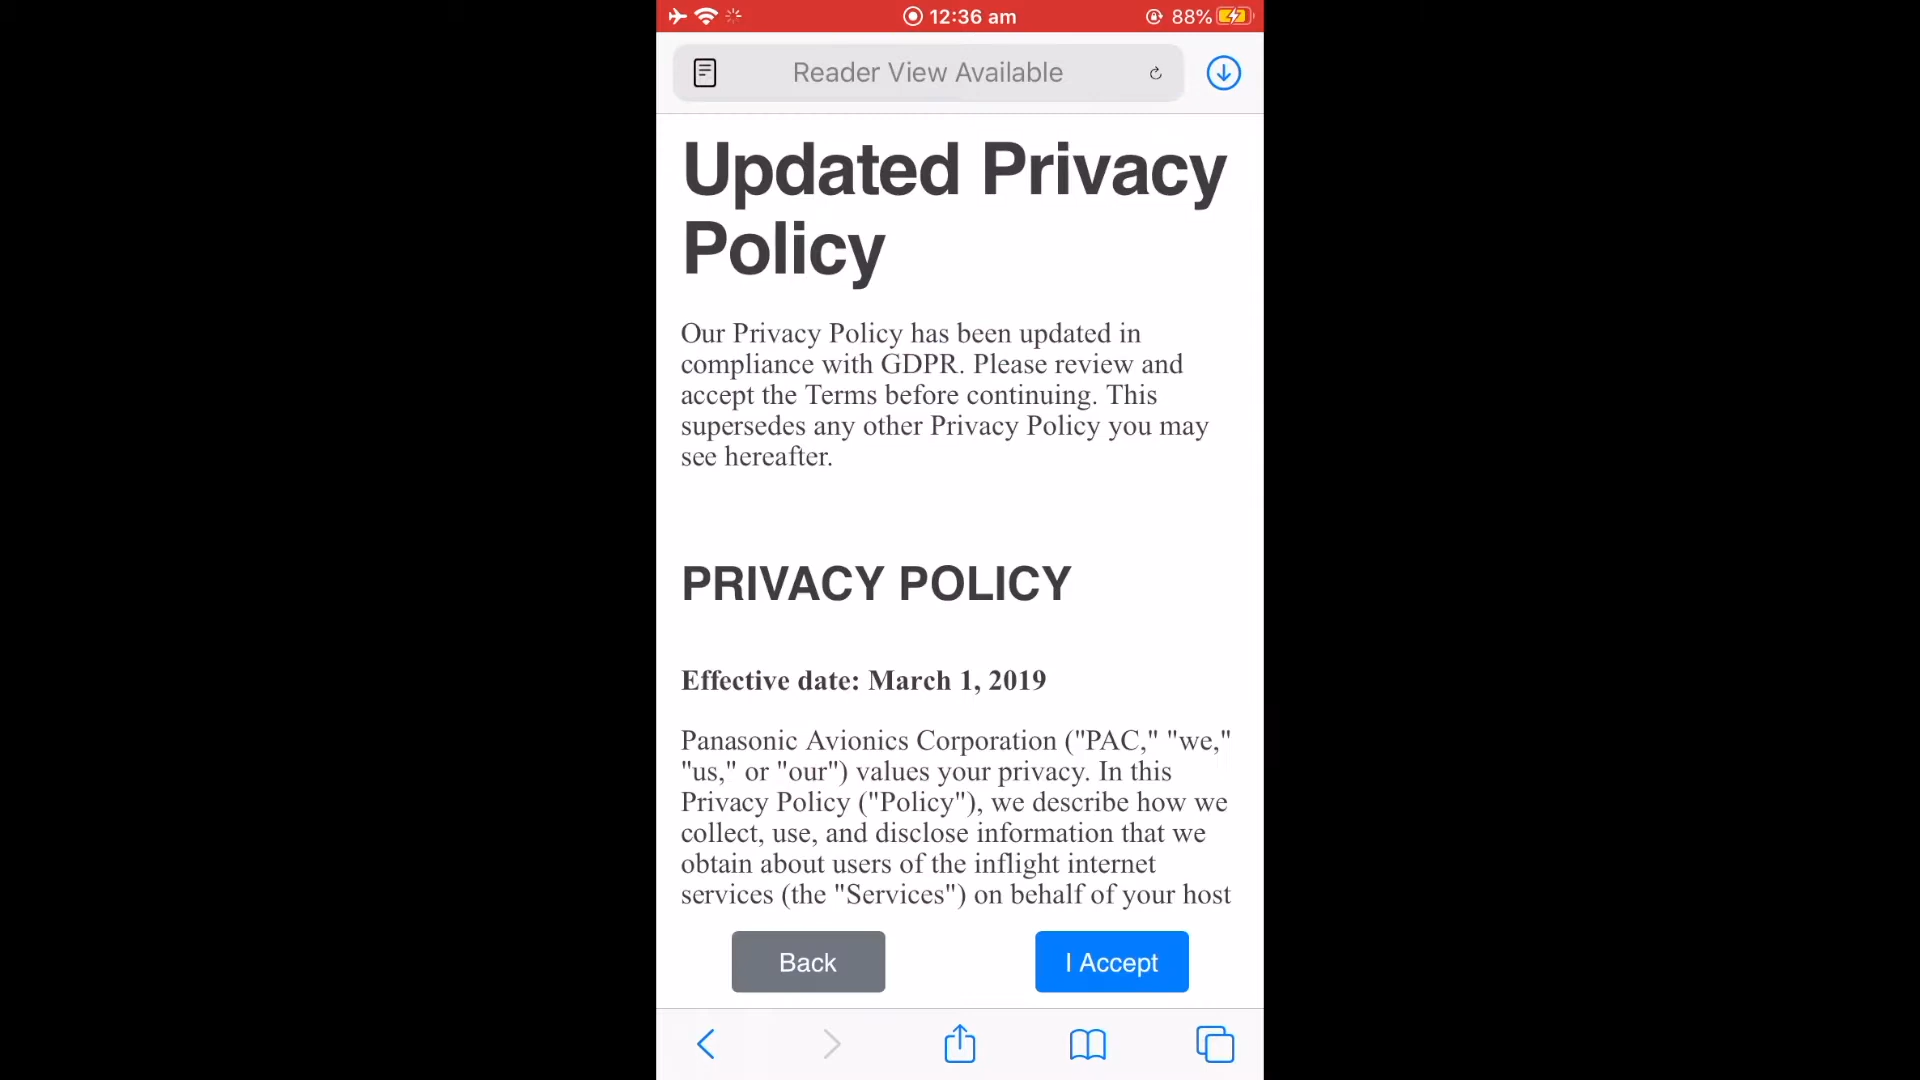 12:36 am
88%
Reader View Available
Updated Privacy
Policy
Our Privacy Policy has been updated in
compliance with GDPR. Please review and
accept the Terms before continuing. This
supersedes any other Privacy Policy you may
see hereafter.
PRIVACY POLICY
Effective date: March 1, 2019
Panasonic Avionics Corporation ("PAC," "we,"
"us," or "our") values your privacy. In this
Privacy Policy ("Policy"), we describe how we
collect, use, and disclose information that we
obtain about users of the inflight internet
services (the "Services") on behalf of your host
Back
I Accept